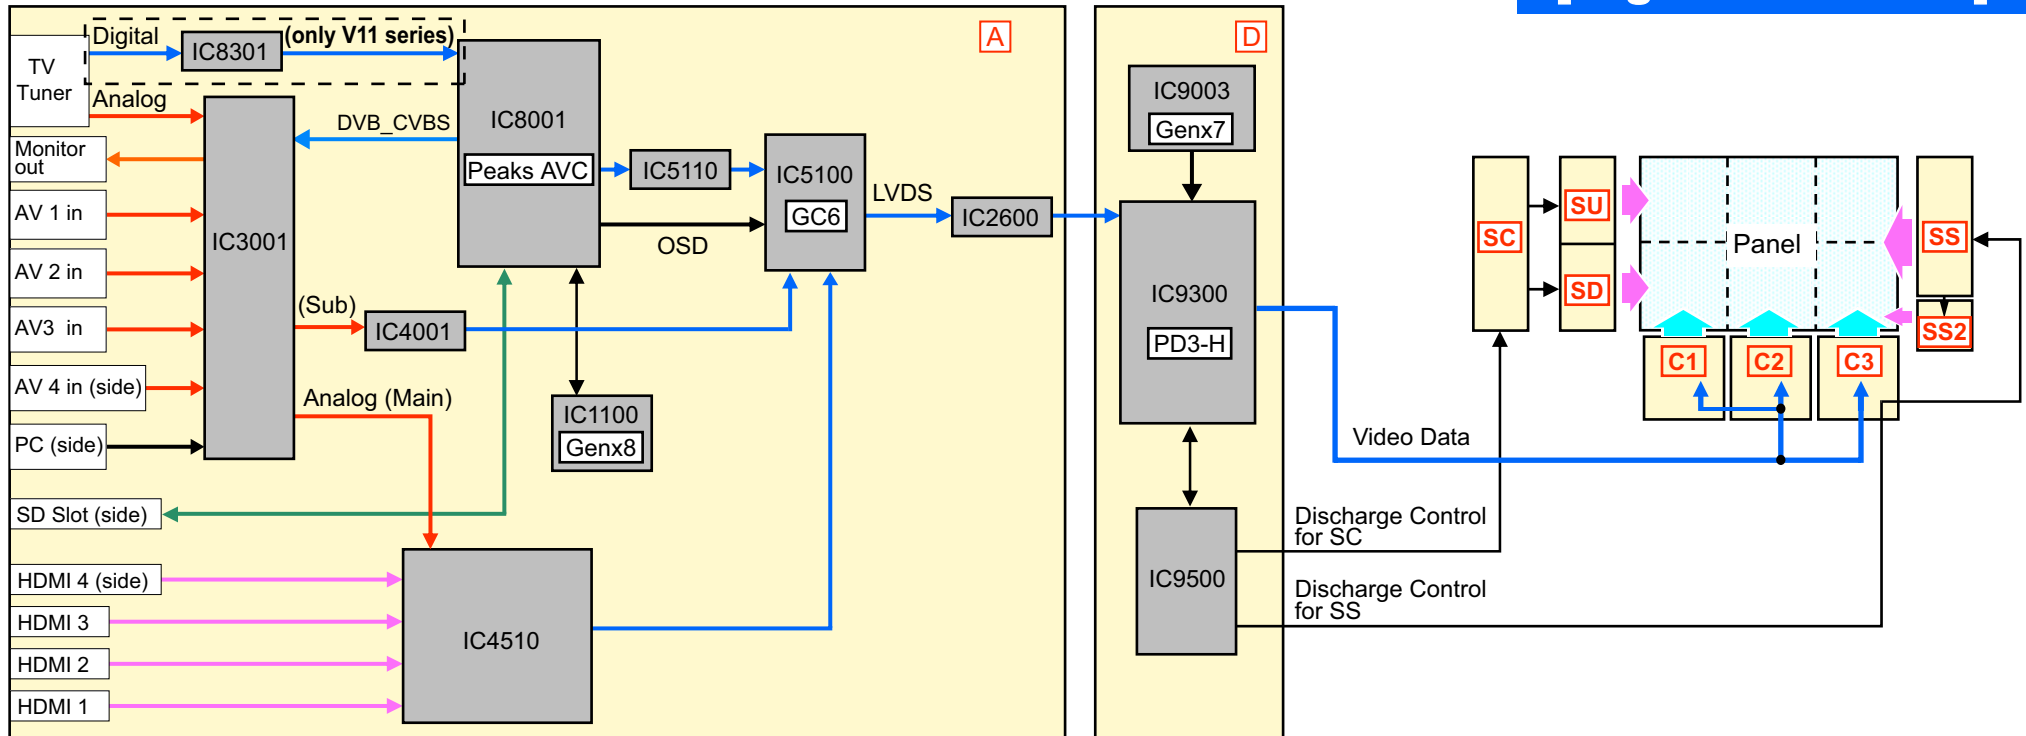 Digital
IC8301
(only V11 series)
A
D
TV
Tuner
Analog
Monitor
out
AV 1 in
AV 2 in
AV3 in
AV 4 in (side)
PC (side)
SD Slot (side)
HDMI 4 (side)
HDMI 3
HDMI 2
HDMI 1
IC3001
DVB_CVBS
IC8001
Peaks AVC
IC5110
IC5100
GC6
OSD
LVDS
IC2600
(Sub)
IC4001
Analog (Main)
IC1100
Genx8
IC4510
IC9003
Genx7
IC9300
PD3-H
IC9500
Video Data
Discharge Control
for SC
Discharge Control
for SS
SC
SU
SD
Panel
SS
SS2
C1
C2
C3